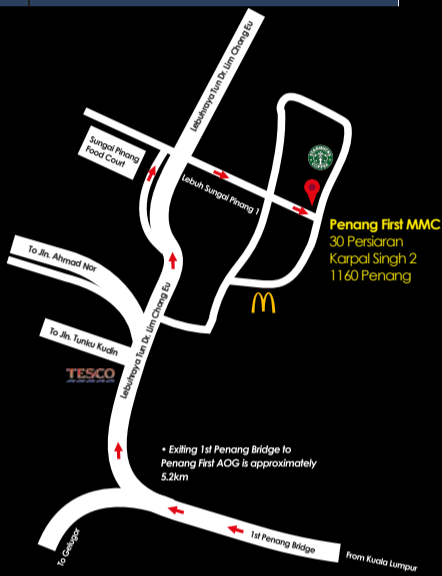 Lebuhraya Tun Dr. Lim Chong Eu
Sungai Pinang
Food Court
Lebuh Sungai Pinang 1
Penang First MMC
30 Persiaran
Karpal Singh 2
1160 Penang
To Jln. Ahmad Nor
To Jln. Tunku Kudin
TESCO
Lebuhraya Tun Dr. Lim Chong Eu
• Exiting 1st Penang Bridge to
Penang First AOG is approximately
5.2km
To Gelugor
1st Penang Bridge
From Kuala Lumpur